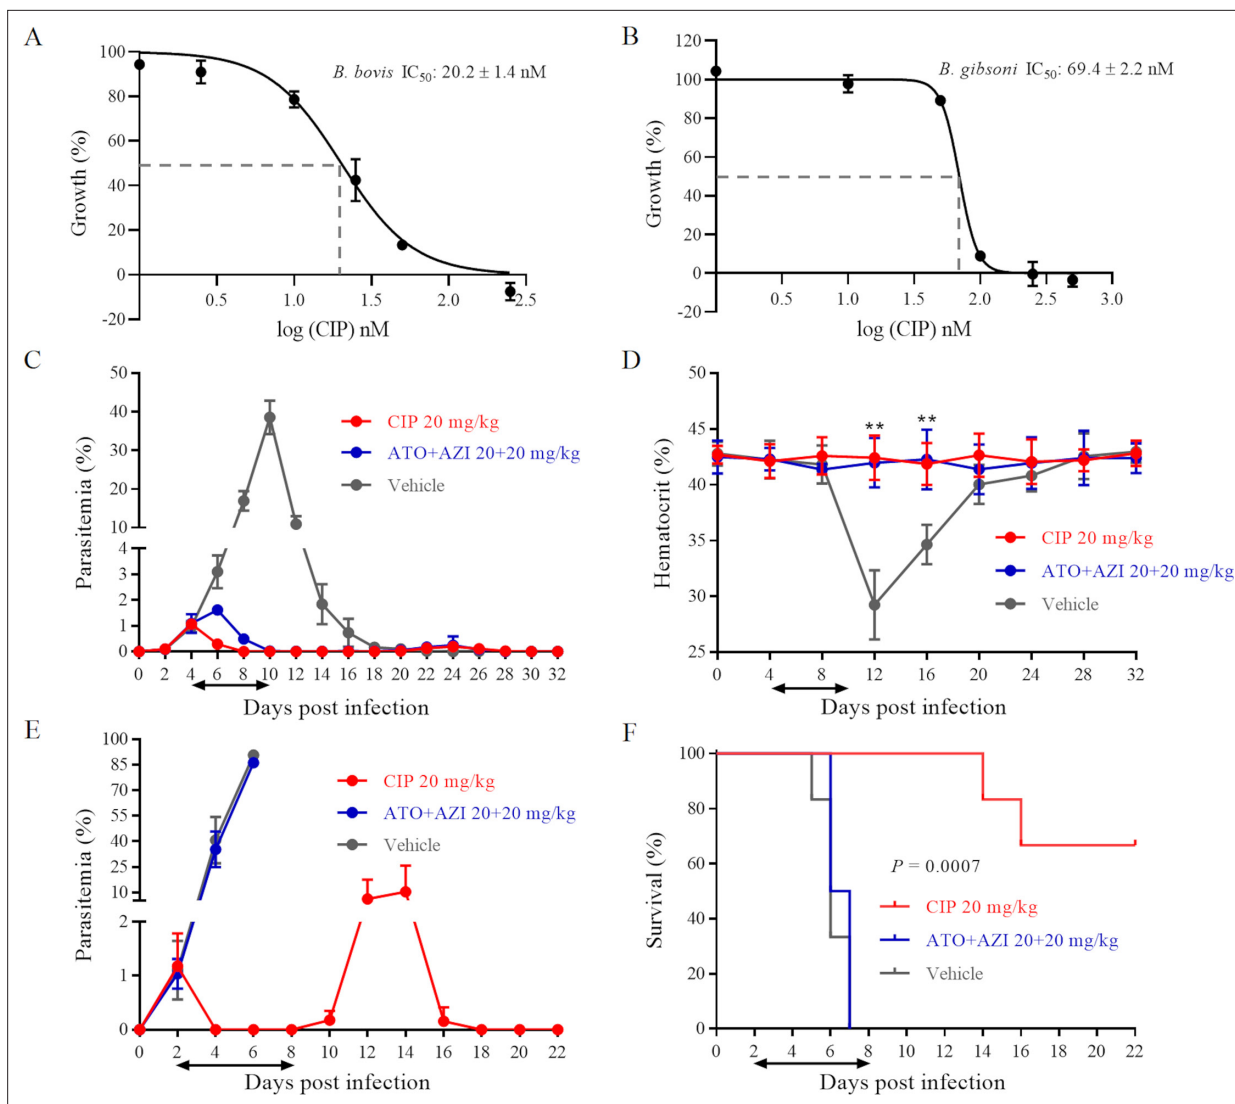 A
100
80
60
40
20
0
-20
Growth (%)
B. bovis IC50: 20.2 ± 1.4 nM
0.5 1.0 1.5 2.0 2.5
log (CIP) nM
B
120
100
80
60
40
20
0
-20
Growth (%)
B. gibsoni IC50: 69.4 ± 2.2 nM
0.5 1.0 1.5 2.0 2.5 3.0
log (CIP) nM
C
50
40
30
20
10
4
3
2
1
0
Parasitemia (%)
CIP 20 mg/kg
ATO+AZI 20+20 mg/kg
Vehicle
0 2 4 6 8 10 12 14 16 18 20 22 24 26 28 30 32
Days post infection
D
50
45
40
35
30
25
Hematocrit (%)
** **
CIP 20 mg/kg
ATO+AZI 20+20 mg/kg
Vehicle
0 4 8 12 16 20 24 28 32
Days post infection
E
100
85
70
55
40
25
10
2
1
0
Parasitemia (%)
CIP 20 mg/kg
ATO+AZI 20+20 mg/kg
Vehicle
0 2 4 6 8 10 12 14 16 18 20 22
Days post infection
F
100
80
60
40
20
0
Survival (%)
P = 0.0007
CIP 20 mg/kg
ATO+AZI 20+20 mg/kg
Vehicle
0 2 4 6 8 10 12 14 16 18 20 22
Days post infection